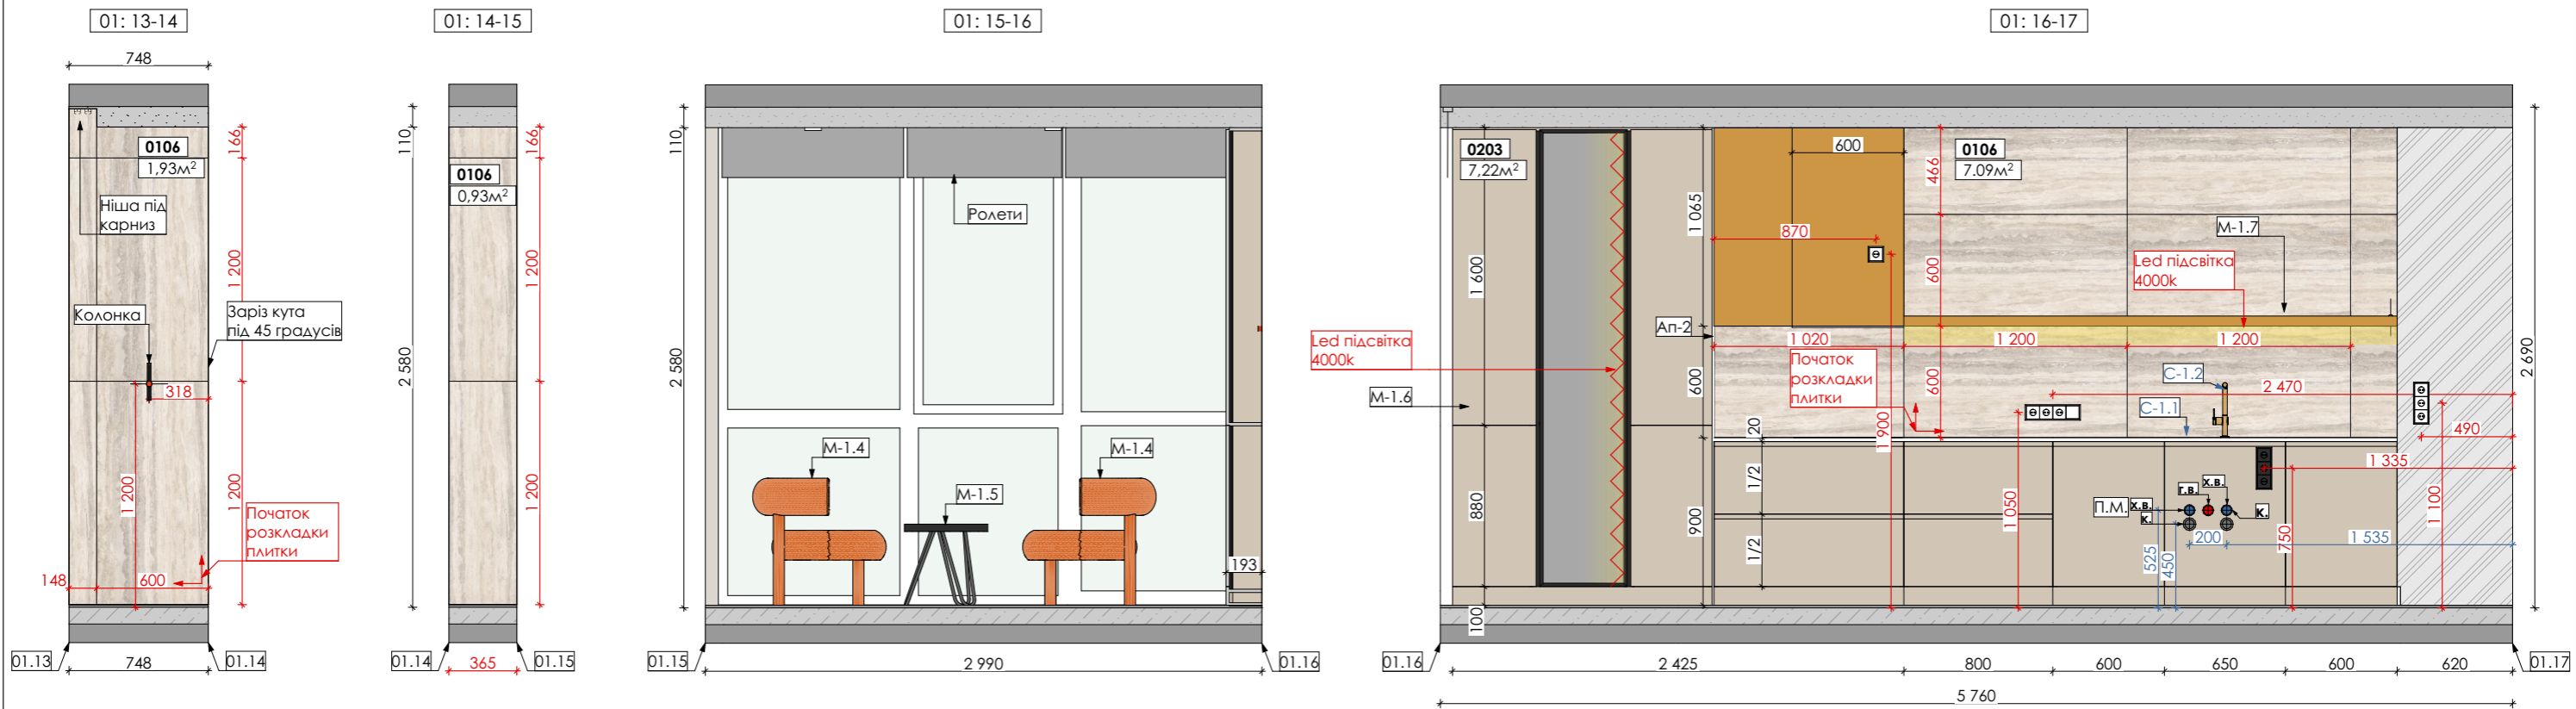 01: 13-14
748
0106
1,93м²
166
Ніша під
карниз
1 200
Колонка
Заріз кута
під 45 градусів
318
1 200
1 200
Початок
розкладки
плитки
148
600
01.13
748
01.14
01: 14-15
110
166
0106
0,93м²
1 200
2 580
1 200
01.14
365
01.15
01: 15-16
110
Ролети
2 580
М-1.4
М-1.4
М-1.5
193
01.15
2 990
01.16
01: 16-17
0203
7,22м²
600
0106
7.09м²
466
1 065
М-1.7
870
1 600
600
Led підсвітка
4000k
Ап-2
Led підсвітка
4000k
1 020
1 200
1 200
2 690
Початок
розкладки
плитки
600
600
С-1.2
2 470
М-1.6
С-1.1
20
1 900
490
1 335
1/2
880
900
1 050
П.М.
х.в.
к.
г.в.
х.в.
к.
1 100
750
200
1 535
1/2
525
450
100
01.16
2 425
800
600
650
600
620
01.17
5 760